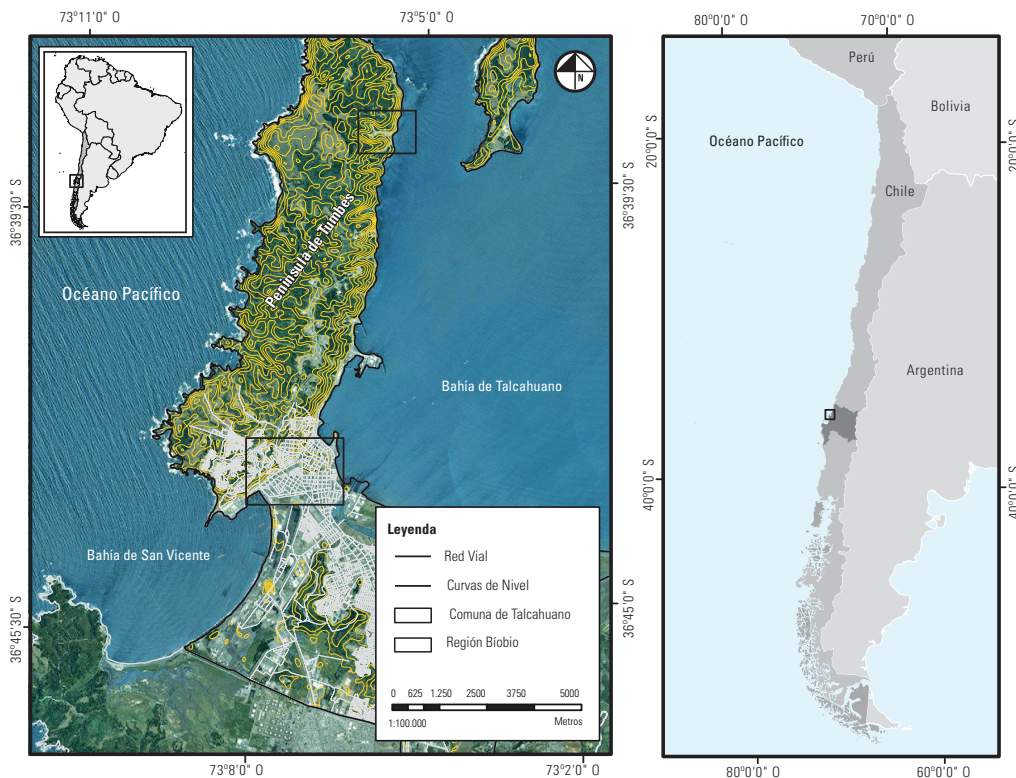 73°11'0" O
73°5'0" O
80°0'0" O
70°0'0" O
N
Perú
Bolivia
Océano Pacífico
20°0'0" S
20°0'0" S
36°39'30" S
36°39'30" S
Chile
Península de Tumbes
Océano Pacífico
Bahía de Talcahuano
Argentina
40°0'0" S
40°0'0" S
Leyenda
Red Vial
Curvas de Nivel
Comuna de Talcahuano
Región Bíobio
0 625 1.250 2500 3750 5000
1:100.000 Metros
Bahía de San Vicente
36°45'30" S
36°45'0" S
73°8'0" O
73°2'0" O
80°0'0" O
60°0'0" O